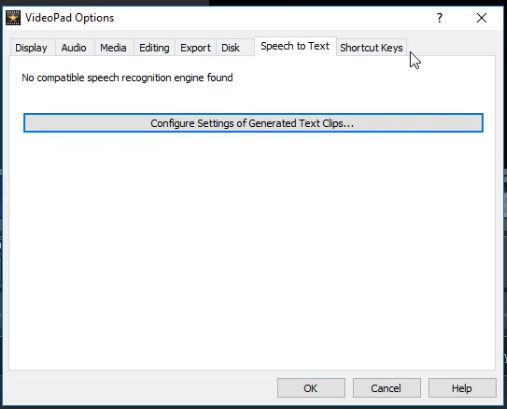 VideoPad Options
?
Display Audio Media Editing Export Disk Speech to Text Shortcut Keys
No compatible speech recognition engine found
Configure Settings of Generated Text Clips...
OK Cancel Help